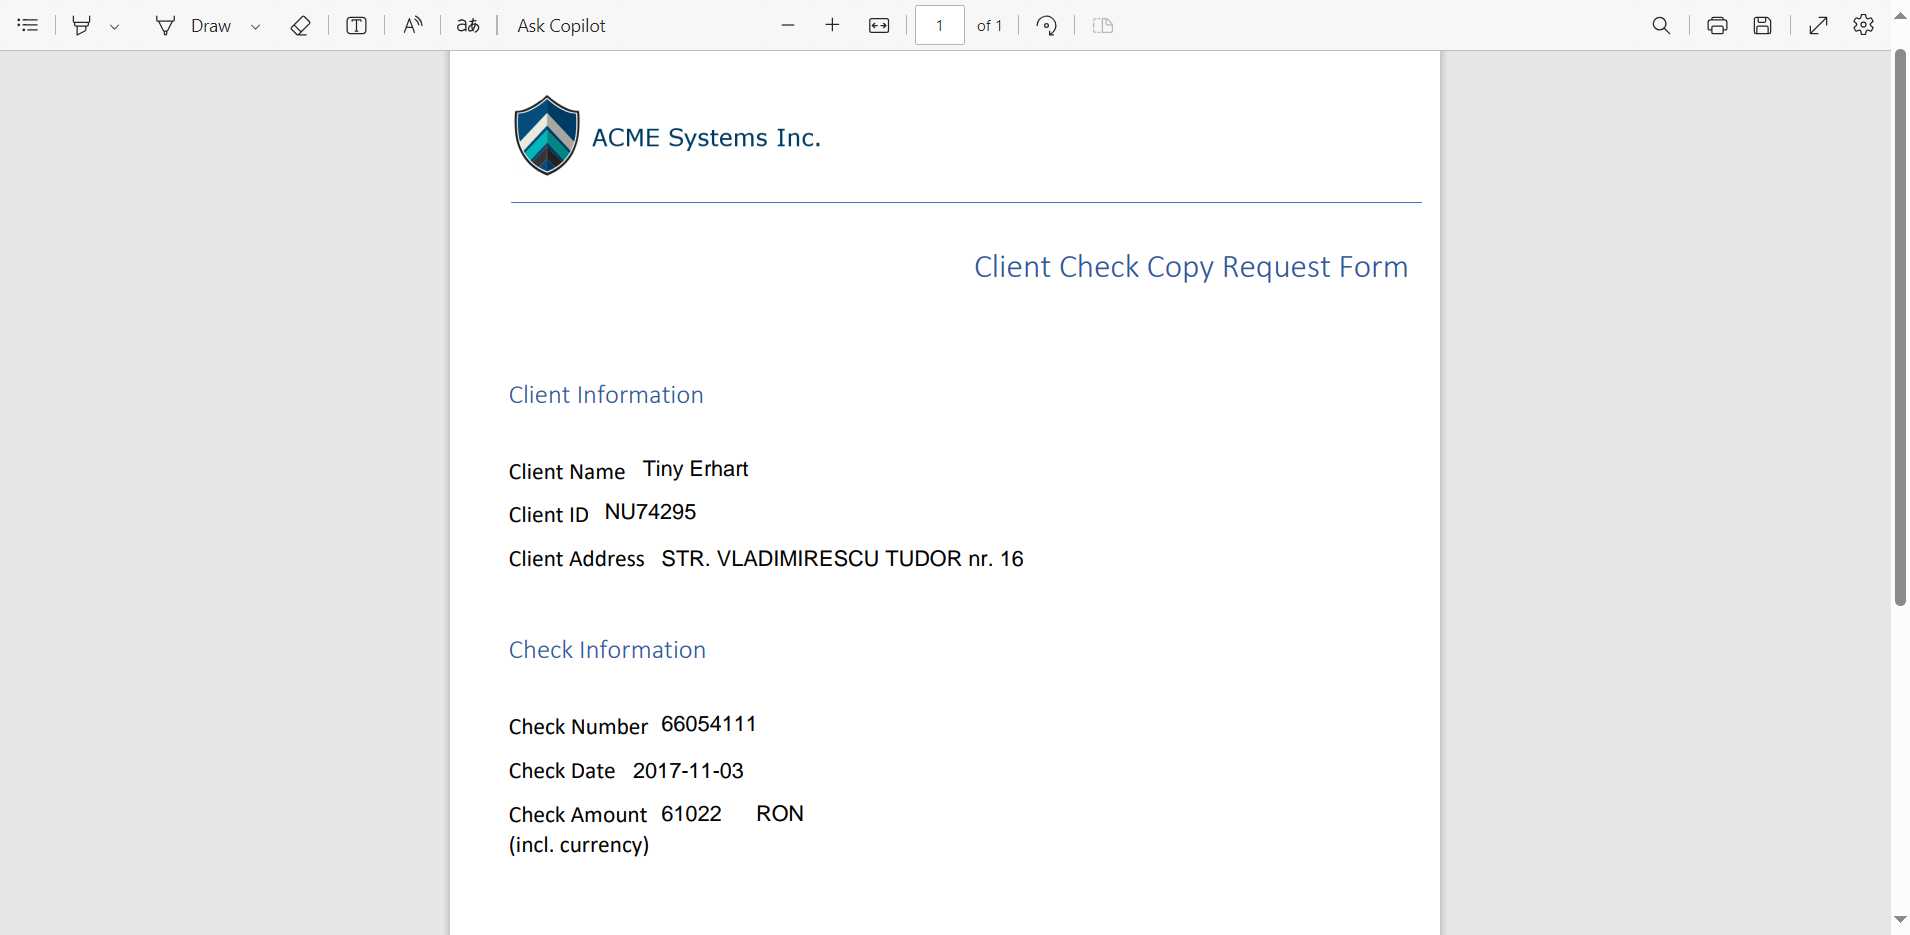 Draw
Ask Copilot
1 of 1
ACME Systems Inc.
Client Check Copy Request Form
Client Information
Client Name Tiny Erhart
Client ID NU74295
Client Address STR. VLADIMIRESCU TUDOR nr. 16
Check Information
Check Number 66054111
Check Date 2017-11-03
Check Amount 61022 RON
(incl. currency)